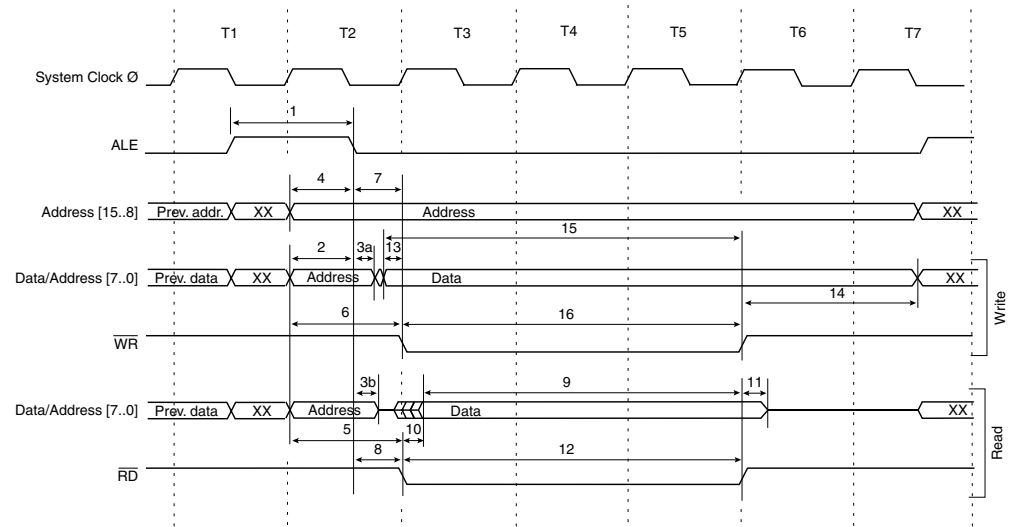 T1 T2 T3 T4 T5 T6 T7
System Clock Ø
1
ALE
4 7
Address [15..8] Prev. addr. XX Address XX
15
2 3a 13
Data/Address [7..0] Prev. data XX Address Data XX
14
6 16
WR
Write
3b 9 11
Data/Address [7..0] Prev. data XX Address Data XX
5 10
8 12
RD
Read